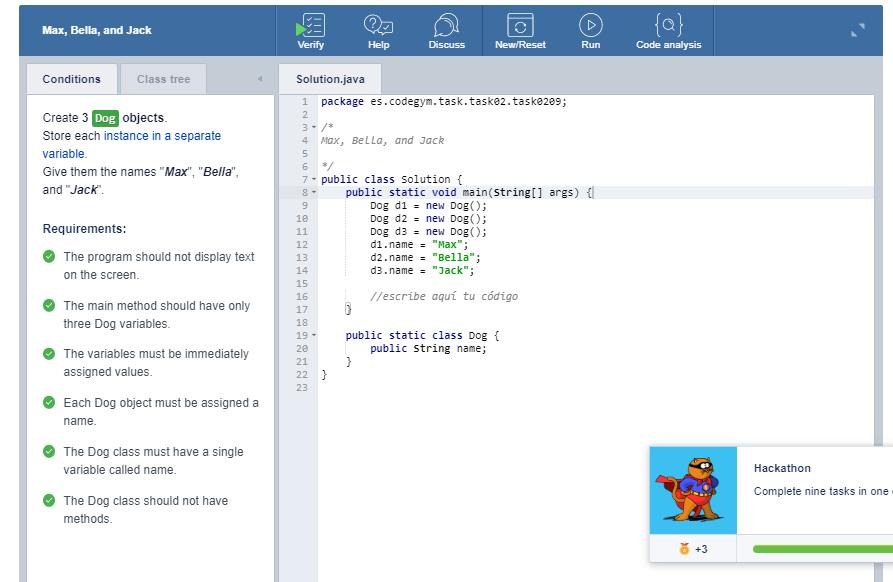 Max, Bella, and Jack
Verify
Help
Discuss
New/Reset
Run
Code analysis
Conditions
Class tree
Create 3 Dog objects.
Store each instance in a separate
variable.
Give them the names "Max", "Bella",
and "Jack".
Requirements:
The program should not display text
on the screen.
The main method should have only
three Dog variables.
The variables must be immediately
assigned values.
Each Dog object must be assigned a
name.
The Dog class must have a single
variable called name.
The Dog class should not have
methods.
Solution.java
1 package es.codegym.task.task02.task0209;
2
3 /*
4 Max, Bella, and Jack
5
6 */
7 public class Solution {
8     public static void main(String[] args) {
9         Dog d1 = new Dog();
10         Dog d2 = new Dog();
11         Dog d3 = new Dog();
12         d1.name = "Max";
13         d2.name = "Bella";
14         d3.name = "Jack";
15
16         //escribe aquí tu código
17     }
18
19     public static class Dog {
20         public String name;
21     }
22 }
23
Hackathon
Complete nine tasks in one
+3